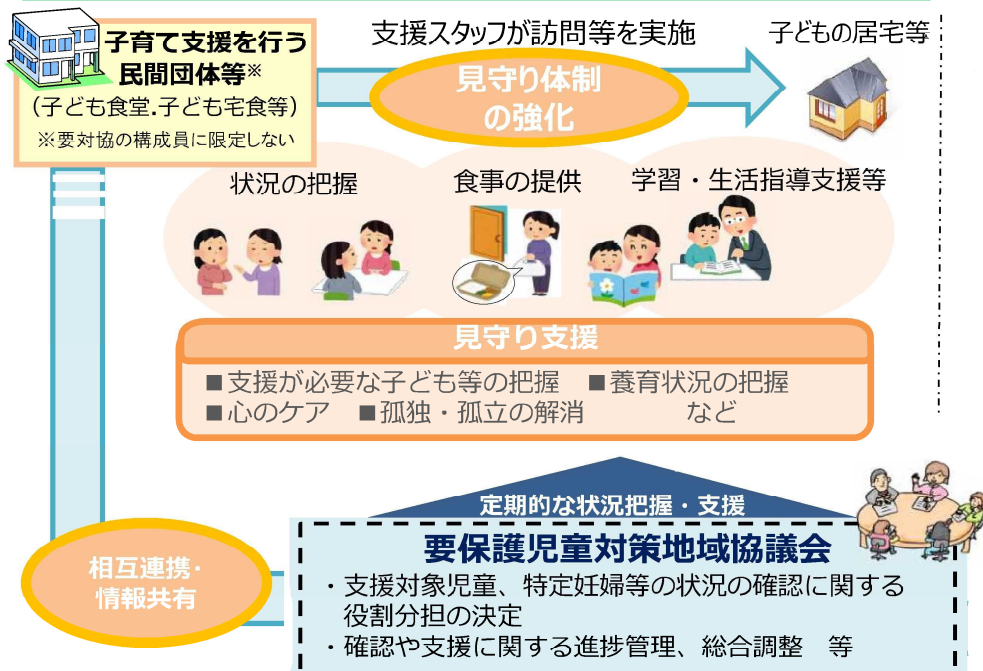 子育て支援を行う
民間団体等※
（子ども食堂.子ども宅食等）
※要対協の構成員に限定しない
支援スタッフが訪問等を実施
見守り体制
の強化
子どもの居宅等
状況の把握
食事の提供
学習・生活指導支援等
見守り支援
■支援が必要な子ども等の把握　■養育状況の把握
■心のケア　■孤独・孤立の解消　など
定期的な状況把握・支援
要保護児童対策地域協議会
・支援対象児童、特定妊婦等の状況の確認に関する
役割分担の決定
・確認や支援に関する進捗管理、総合調整　等
相互連携・
情報共有